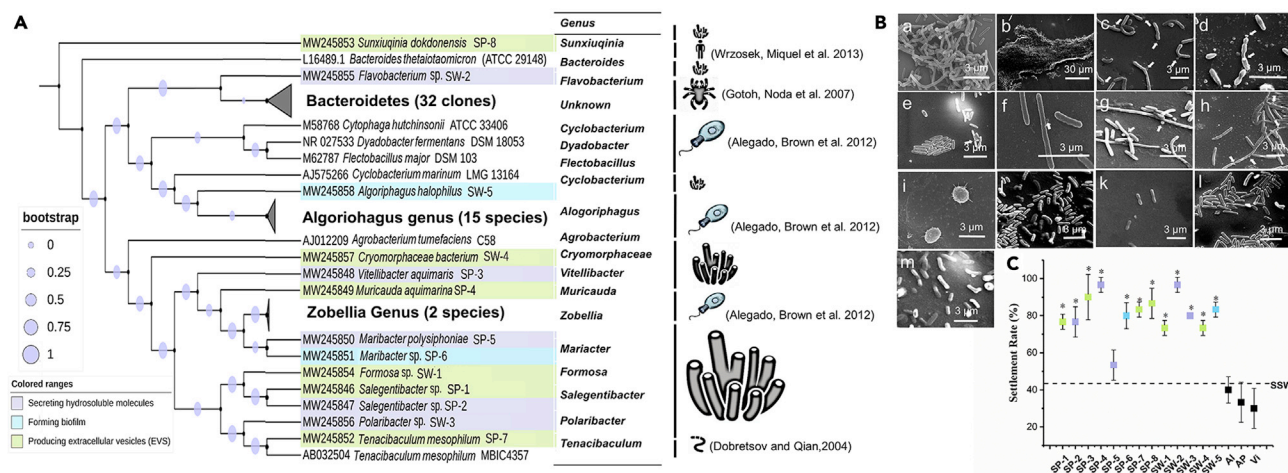 A
Genus
MW245853 Sunxiuqinia dokdonensis SP-8
Sunxiuqinia
L16489.1 Bacteroides thetaiotaomicron (ATCC 29148)
Bacteroides
MW245855 Flavobacterium sp. SW-2
Flavobacterium
Bacteroidetes (32 clones)
Unknown
M58768 Cytophaga hutchinsonii ATCC 33406
Cyclobacterium
NR 027533 Dyadobacter fermentans DSM 18053
Dyadobacter
M62787 Flectobacillus major DSM 103
Flectobacillus
AJ575266 Cyclobacterium marinum LMG 13164
Cyclobacterium
MW245858 Algoriphagus halophilus SW-5
Algoriohagus genus (15 species)
Alogoriphagus
AJ012209 Agrobacterium tumefaciens C58
Agrobacterium
MW245857 Cryomorphaceae bacterium SW-4
Cryomorphaceae
MW245848 Vitellibacter aquimaris SP-3
Vitellibacter
MW245849 Muricauda aquimarina SP-4
Muricauda
Zobellia Genus (2 species)
Zobellia
MW245850 Maribacter polysiphoniae SP-5
Mariacter
MW245851 Maribacter sp. SP-6
MW245854 Formosa sp. SW-1
Formosa
MW245846 Salegentibacter sp. SP-1
Salegentibacter
MW245847 Salegentibacter sp. SP-2
MW245856 Polaribacter sp. SW-3
Polaribacter
MW245852 Tenacibaculum mesophilum SP-7
Tenacibaculum
AB032504 Tenacibaculum mesophilum MBIC4357
bootstrap
0
0.25
0.5
0.75
1
Colored ranges
Secreting hydrosoluble molecules
Forming biofilm
Producing extracellular vesicles (EVS)
(Wrzosek, Miquel et al. 2013)
(Gotoh, Noda et al. 2007)
(Alegado, Brown et al. 2012)
(Alegado, Brown et al. 2012)
(Alegado, Brown et al. 2012)
(Dobretsov and Qian,2004)
B
a
3 µm
b
30 µm
c
3 µm
d
3 µm
e
3 µm
f
3 µm
g
3 µm
h
3 µm
i
3 µm
3 µm
k
3 µm
l
3 µm
m
3 µm
C
Settlement Rate (%)
100
80
60
40
20
0
SSW
SP-1
SP-2
SP-3
SP-4
SP-5
SP-6
SP-7
SP-8
SW-1
SW-2
SW-3
SW-4
SW-5
Al
AP
Vi